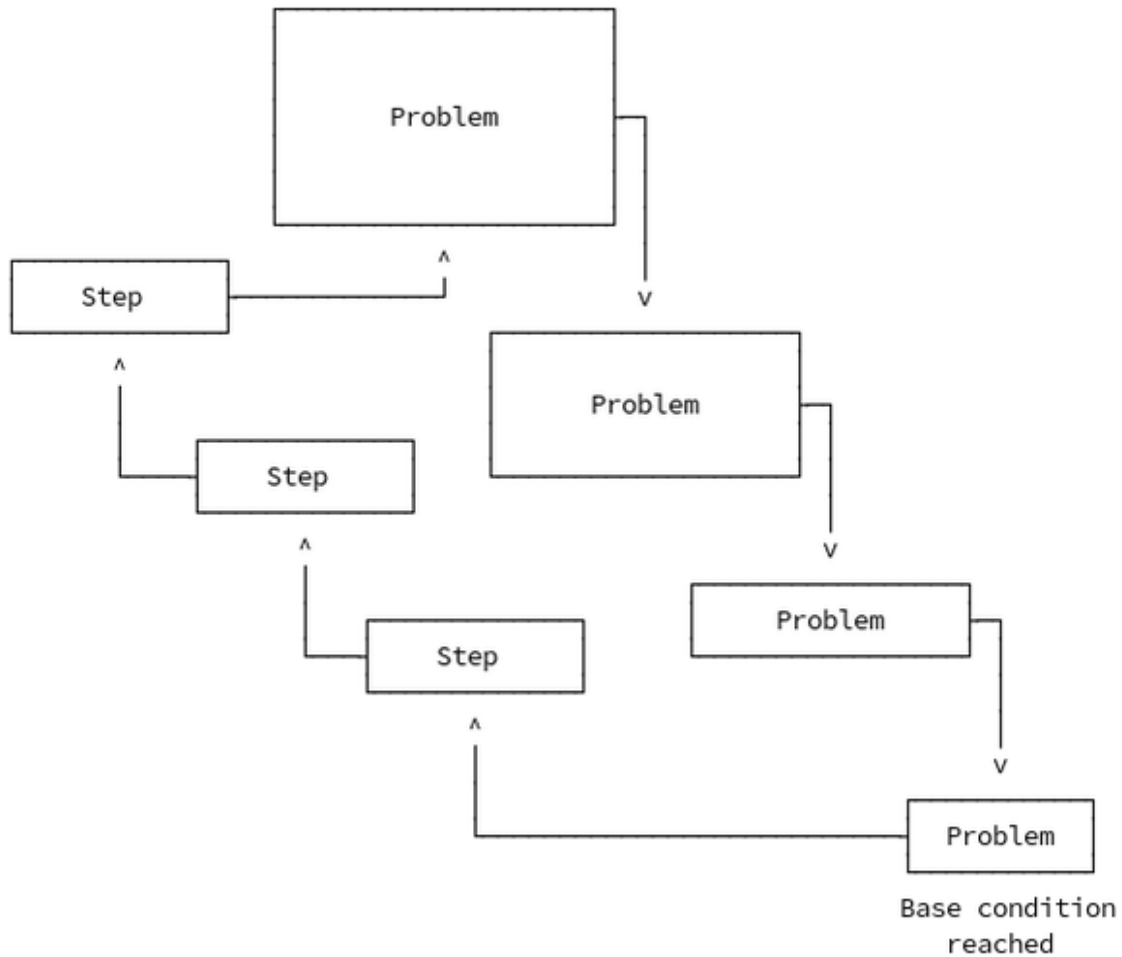 Problem
Step
Problem
Step
Problem
Step
Problem
Base condition
reached